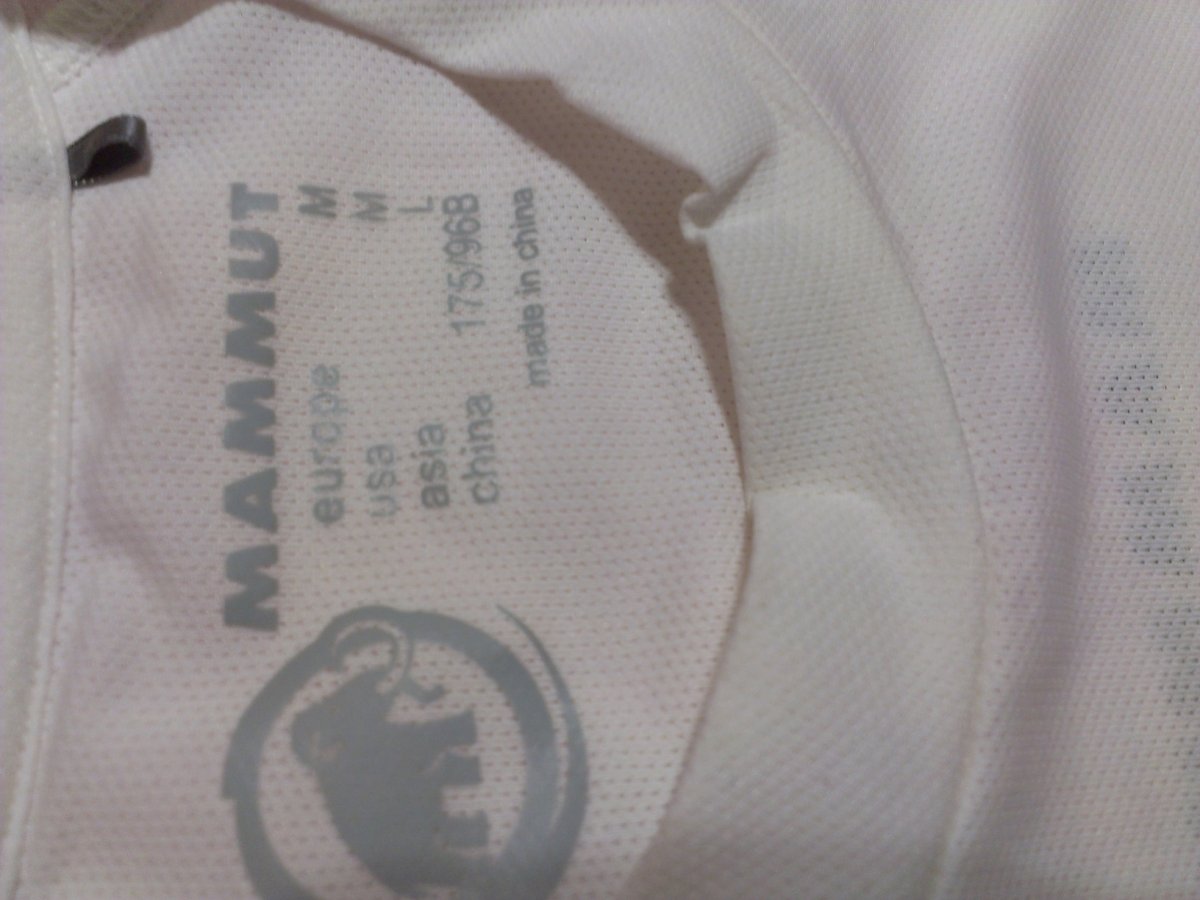 MAMMUT
europe M
usa M
asia L
china 175/96B
made in china